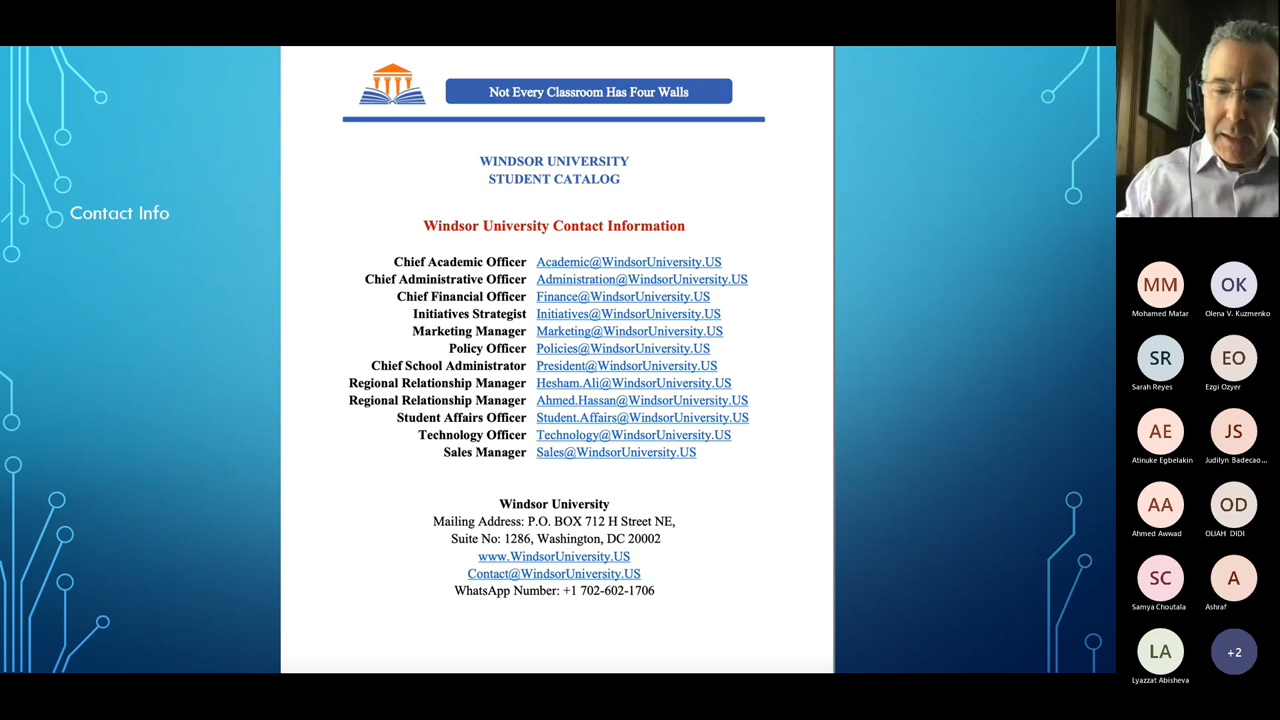 Contact Info
Not Every Classroom Has Four Walls
WINDSOR UNIVERSITY
STUDENT CATALOG
Windsor University Contact Information
Chief Academic Officer Academic@WindsorUniversity.US
Chief Administrative Officer Administration@WindsorUniversity.US
Chief Financial Officer Finance@WindsorUniversity.US
Initiatives Strategist Initiatives@WindsorUniversity.US
Marketing Manager Marketing@WindsorUniversity.US
Policy Officer Policies@WindsorUniversity.US
Chief School Administrator President@WindsorUniversity.US
Regional Relationship Manager Hesham.Ali@WindsorUniversity.US
Regional Relationship Manager Ahmed.Hassan@WindsorUniversity.US
Student Affairs Officer Student.Affairs@WindsorUniversity.US
Technology Officer Technology@WindsorUniversity.US
Sales Manager Sales@WindsorUniversity.US
Windsor University
Mailing Address: P.O. BOX 712 H Street NE,
Suite No: 1286, Washington, DC 20002
www.WindsorUniversity.US
Contact@WindsorUniversity.US
WhatsApp Number: +1 702-602-1706
MM OK
Mohamed Matar Olena V. Kuzmenko
SR EO
Sarah Reyes Ezgi Ozyer
AE JS
Atinuke Egbelakin Judilyn Badecao...
AA OD
Ahmed Awwad OLIAH DIDI
SC A
Samya Choutala Ashraf
LA +2
Lyazzat Abisheva